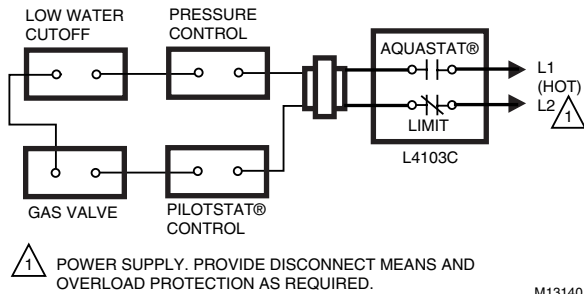 LOW WATER
CUTOFF
PRESSURE
CONTROL
AQUASTAT®
L1
(HOT)
L2
1
LIMIT
L4103C
GAS VALVE
PILOTSTAT®
CONTROL
1 POWER SUPPLY. PROVIDE DISCONNECT MEANS AND
OVERLOAD PROTECTION AS REQUIRED.
M13140